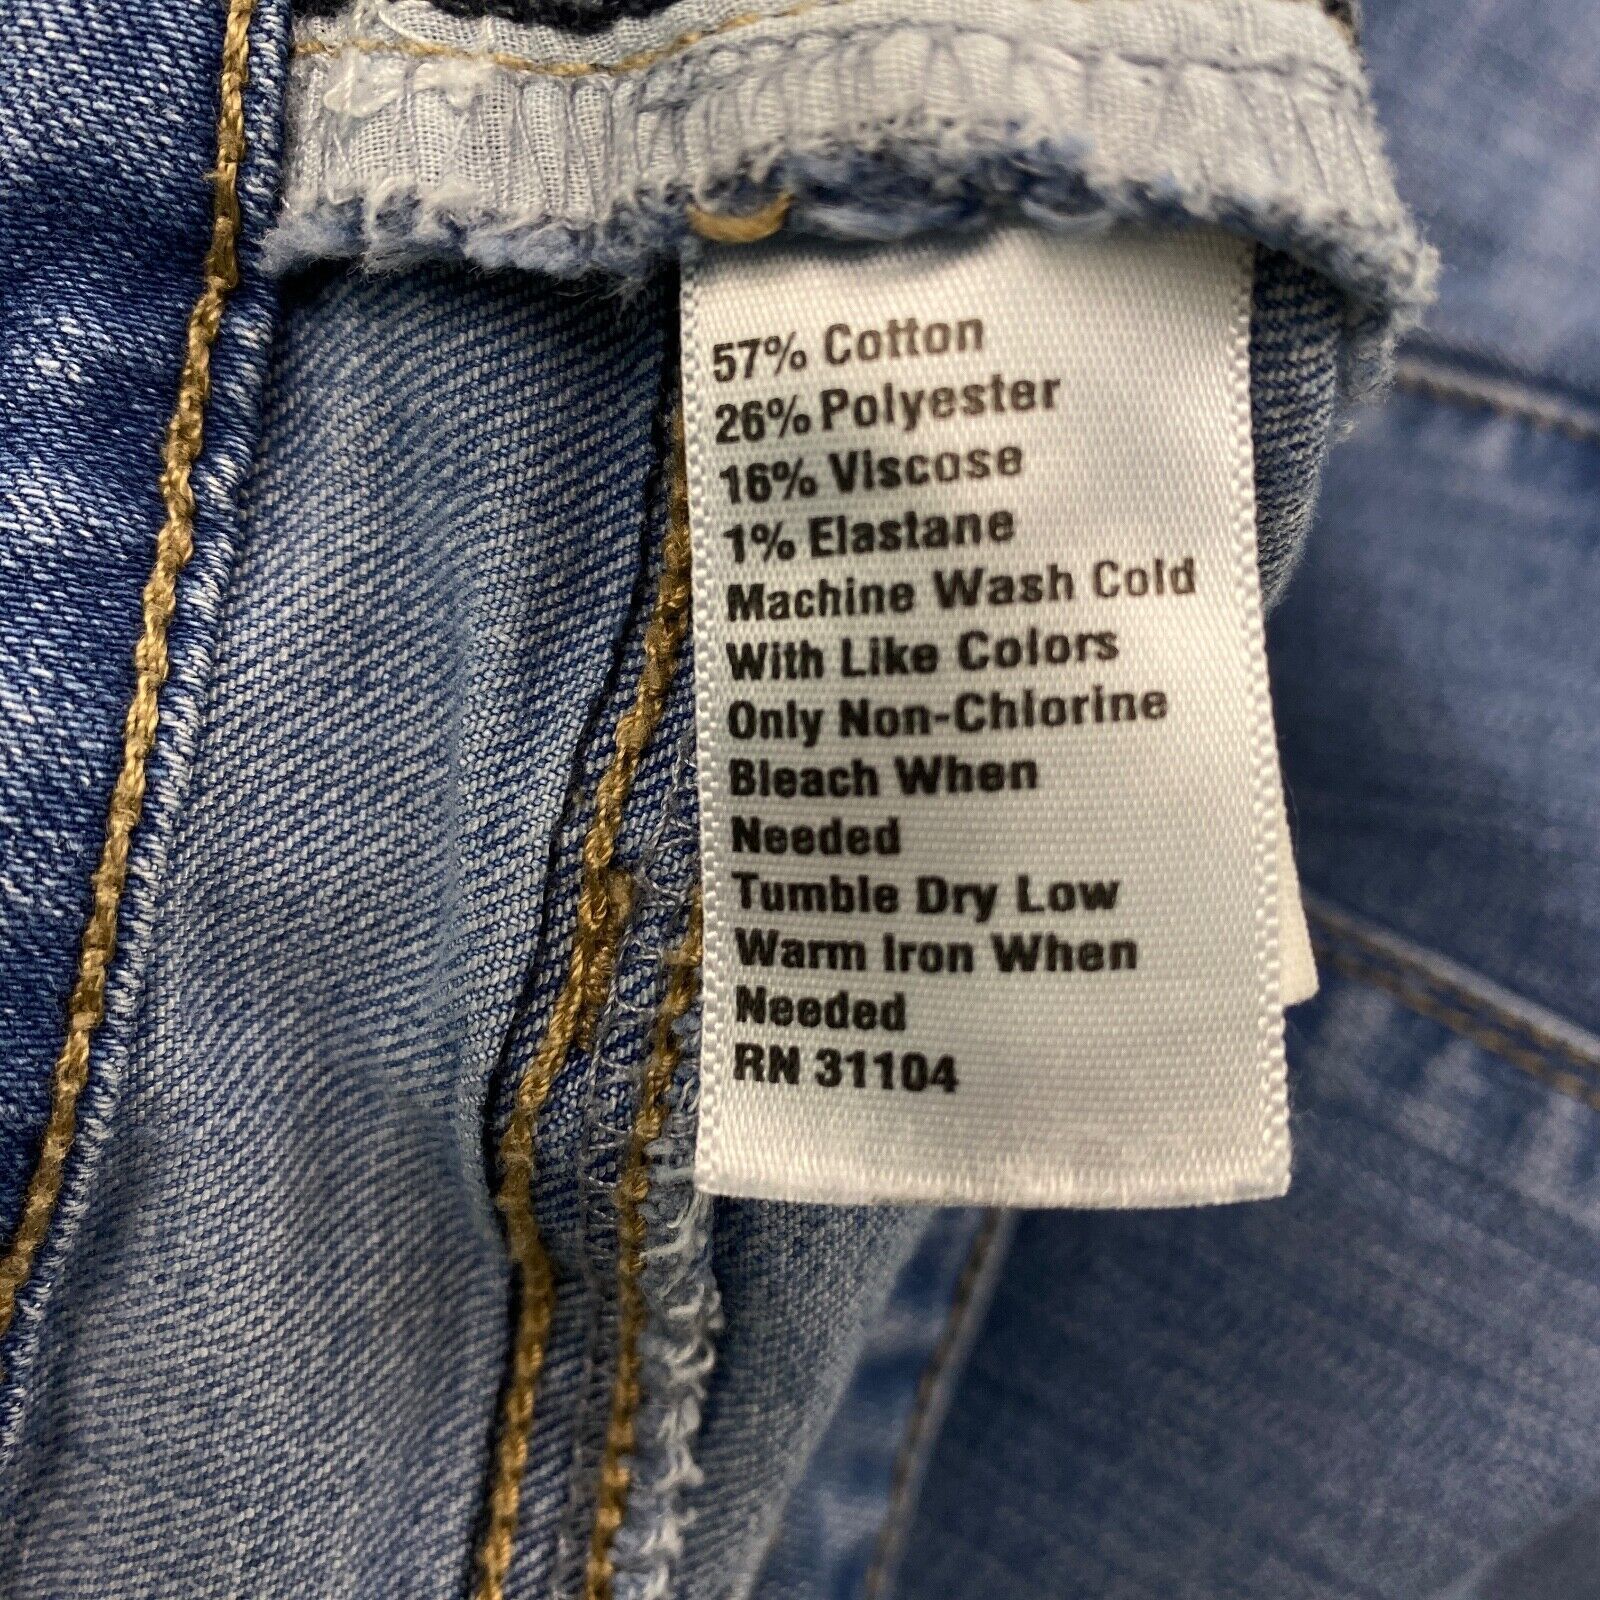 57% Cotton
26% Polyester
16% Viscose
1% Elastane
Machine Wash Cold
With Like Colors
Only Non-Chlorine
Bleach When
Needed
Tumble Dry Low
Warm Iron When
Needed
RN 31104